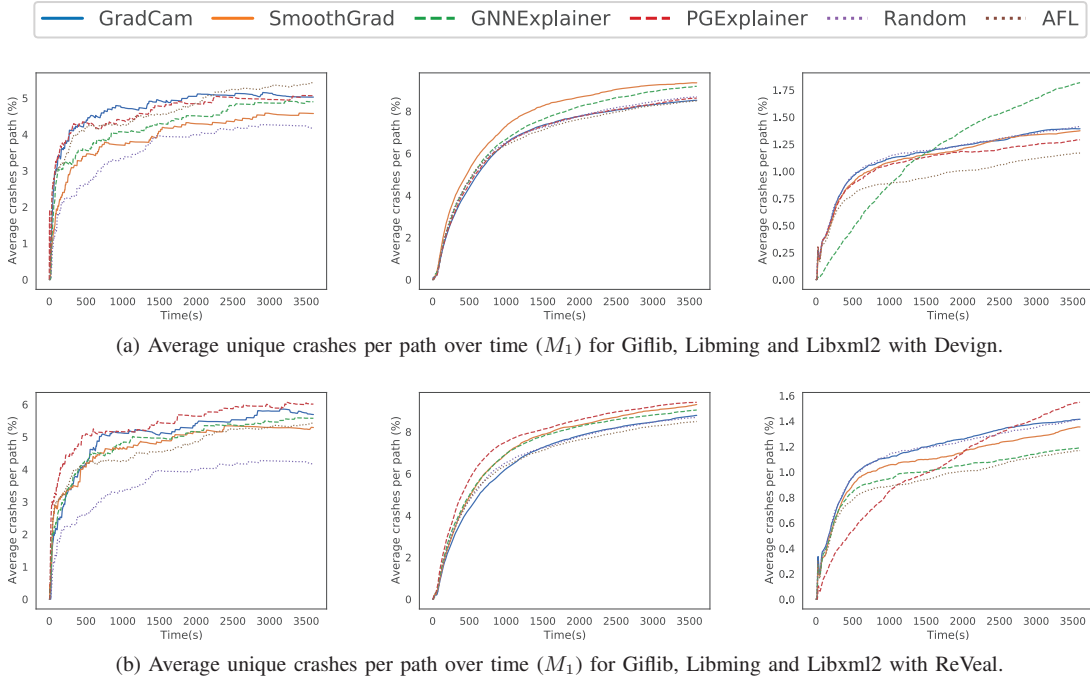 GradCam SmoothGrad GNNExplainer PGExplainer Random AFL
Average crashes per path (%)
5
4
3
2
1
0
0 500 1000 1500 2000 2500 3000 3500
Time(s)
Average crashes per path (%)
8
6
4
2
0
0 500 1000 1500 2000 2500 3000 3500
Time(s)
Average crashes per path (%)
1.75
1.50
1.25
1.00
0.75
0.50
0.25
0.00
0 500 1000 1500 2000 2500 3000 3500
Time(s)
(a) Average unique crashes per path over time (M₁) for Giflib, Libming and Libxml2 with Devign.
Average crashes per path (%)
6
5
4
3
2
1
0
0 500 1000 1500 2000 2500 3000 3500
Time(s)
Average crashes per path (%)
8
6
4
2
0
0 500 1000 1500 2000 2500 3000 3500
Time(s)
Average crashes per path (%)
1.6
1.4
1.2
1.0
0.8
0.6
0.4
0.2
0.0
0 500 1000 1500 2000 2500 3000 3500
Time(s)
(b) Average unique crashes per path over time (M₁) for Giflib, Libming and Libxml2 with ReVeal.